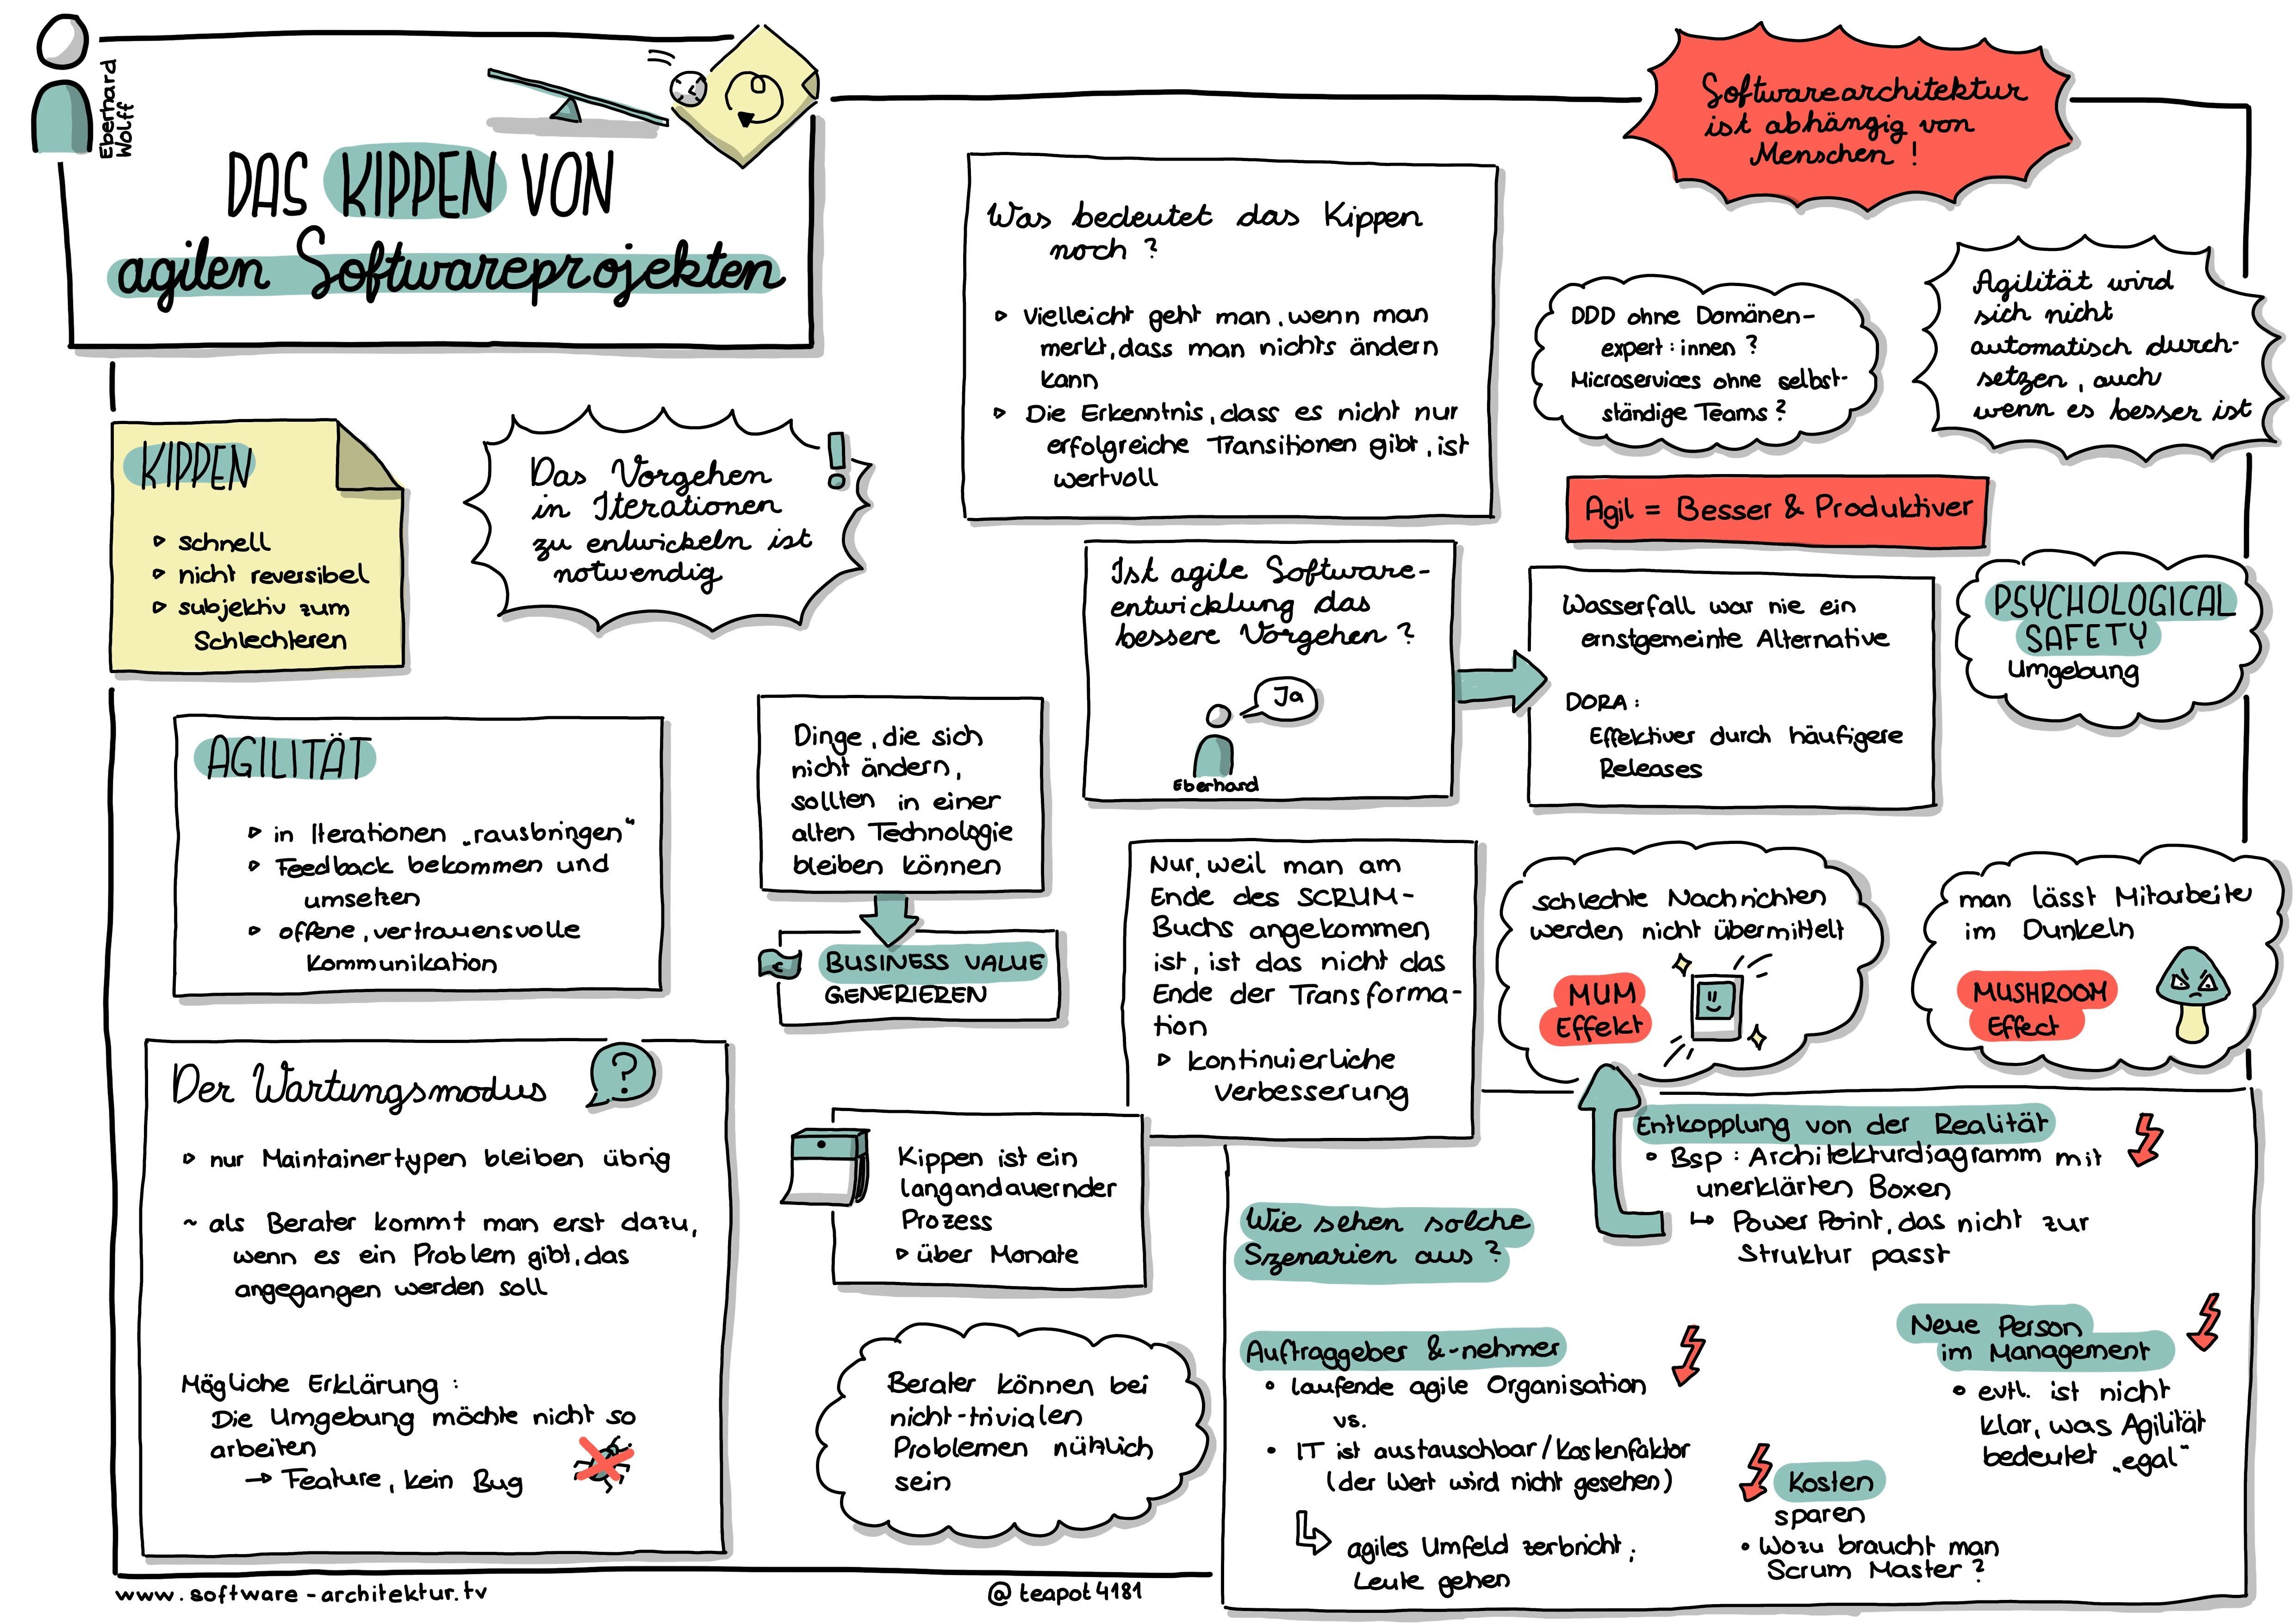 Eberhard
Wolff
DAS KIPPEN VON
agilen Softwareprojekten
KIPPEN
▹ schnell
▹ nicht reversibel
▹ subjektiv zum
Schlechteren
Das Vorgehen
in Iterationen
zu entwickeln ist
notwendig
!
AGILITÄT
▹ in Iterationen „rausbringen“
▹ Feedback bekommen und
umsetzen
▹ offene, vertrauensvolle
Kommunikation
Der Wartungsmodus
?
▹ nur Maintainertypen bleiben übrig
~ als Berater kommt man erst dazu,
wenn es ein Problem gibt, das
angegangen werden soll
Mögliche Erklärung :
Die Umgebung möchte nicht so
arbeiten
→ Feature, kein Bug
Was bedeutet das Kippen
noch ?
▹ Vielleicht geht man, wenn man
merkt, dass man nichts ändern
kann
▹ Die Erkenntnis, dass es nicht nur
erfolgreiche Transitionen gibt, ist
wertvoll
Dinge, die sich
nicht ändern,
sollten in einer
alten Technologie
bleiben können
€
BUSINESS VALUE
GENERIEREN
Kippen ist ein
langandauernder
Prozess
▹ über Monate
Berater können bei
nicht-trivialen
Problemen nützlich
sein
Ist agile Software-
entwicklung das
bessere Vorgehen ?
Ja
Eberhard
Nur, weil man am
Ende des SCRUM-
Buchs angekommen
ist, ist das nicht das
Ende der Transforma-
tion
▹ kontinuierliche
Verbesserung
Softwarearchitektur
ist abhängig von
Menschen !
DDD ohne Domänen-
expert:innen ?
Microservices ohne selbst-
ständige Teams ?
Agilität wird
sich nicht
automatisch durch-
setzen, auch
wenn es besser ist
Agil = Besser & Produktiver
Wasserfall war nie ein
ernstgemeinte Alternative
DORA :
Effektiver durch häufigere
Releases
PSYCHOLOGICAL
SAFETY
Umgebung
schlechte Nachrichten
werden nicht übermittelt
MUM
Effekt
man lässt Mitarbeiter
im Dunkeln
MUSHROOM
Effect
Wie sehen solche
Szenarien aus ?
Entkopplung von der Realität
• Bsp : Architekturdiagramm mit
unerklärten Boxen
↳ Power Point, das nicht zur
Struktur passt
Auftraggeber & -nehmer
• laufende agile Organisation
vs.
• IT ist austauschbar/Kostenfaktor
(der Wert wird nicht gesehen)
agiles Umfeld zerbricht;
Leute gehen
Neue Person
im Management
• evtl. ist nicht
klar, was Agilität
bedeutet „egal“
Kosten
sparen
• Wozu braucht man
Scrum Master ?
www.software-architektur.tv
@teapot4181